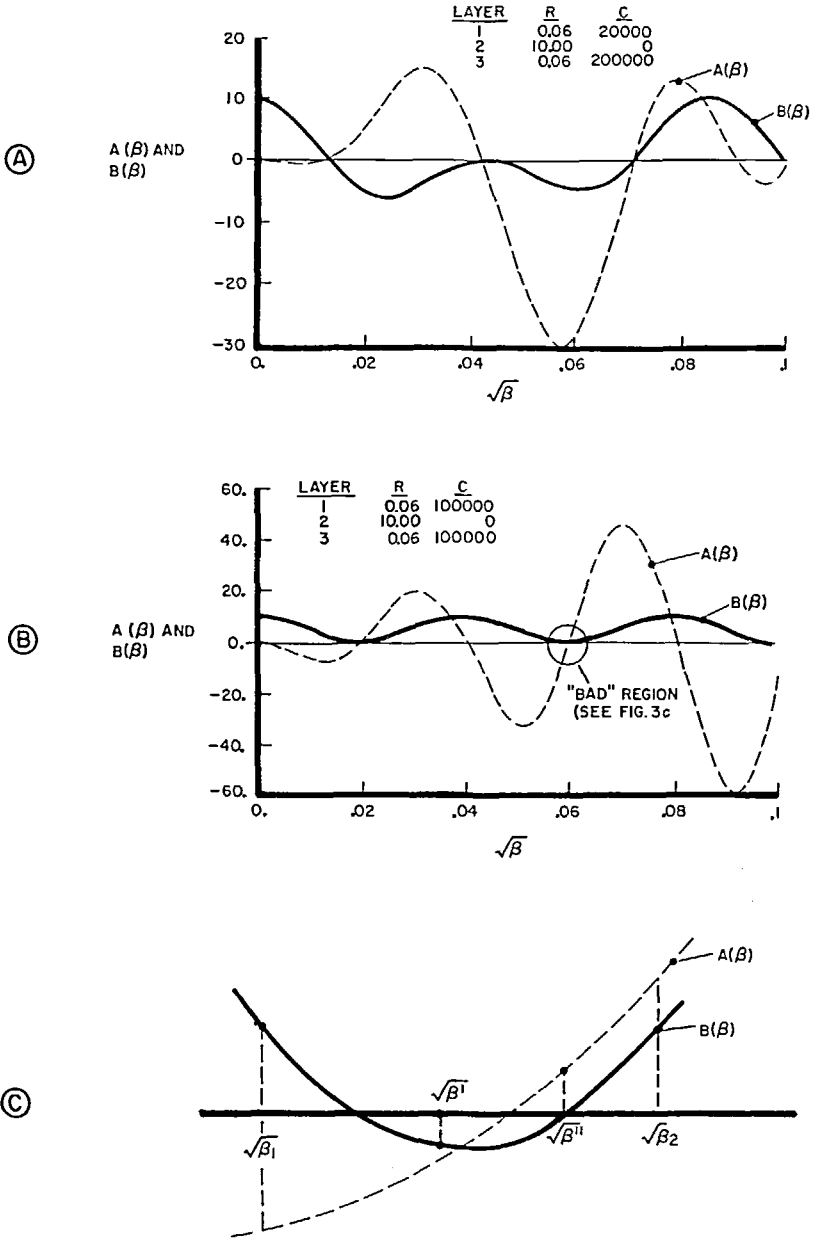 LAYER R C
1 0.06 20000
2 10.00 0
3 0.06 200000
20
10
0
-10
-20
-30
A(β)
B(β)
Ⓐ
A (β) AND
B(β)
0. .02 .04 .06 .08 .1
√β
LAYER R C
1 0.06 100000
2 10.00 0
3 0.06 100000
60.
40.
20.
0.
-20.
-40.
-60.
A(β)
B(β)
Ⓑ
A (β) AND
B(β)
"BAD" REGION
(SEE FIG. 3c
0. .02 .04 .06 .08 .1
√β
A(β)
B(β)
Ⓒ
√β'
√β₁ √β'' √β₂